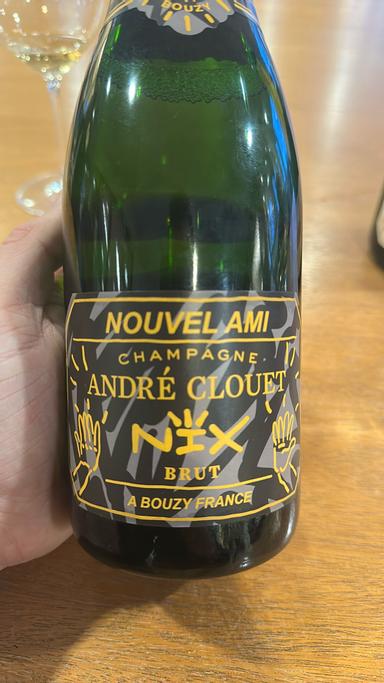 BOUZY
NOUVEL AMI
CHAMPAGNE
ANDRÉ CLOUET
NIX
BRUT
A BOUZY FRANCE